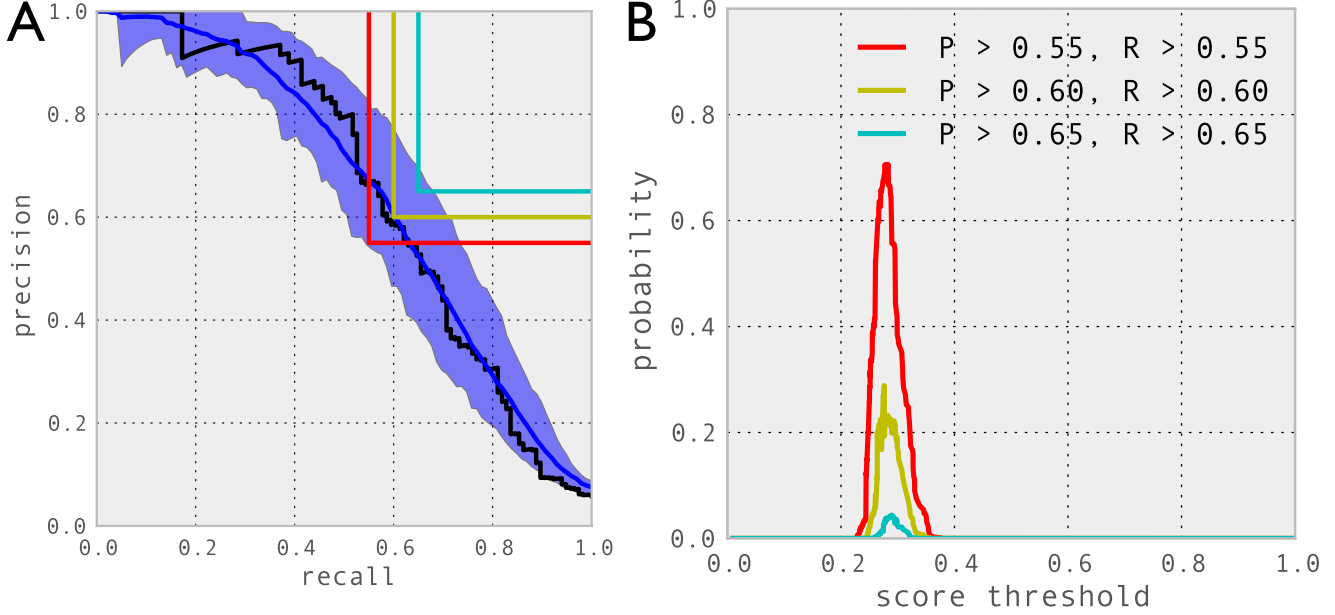 A
1.0
0.8
0.6
0.4
0.2
0.0
precision
0.0 0.2 0.4 0.6 0.8 1.0
recall
B
1.0
0.8
0.6
0.4
0.2
0.0
probability
P > 0.55, R > 0.55
P > 0.60, R > 0.60
P > 0.65, R > 0.65
0.0 0.2 0.4 0.6 0.8 1.0
score threshold